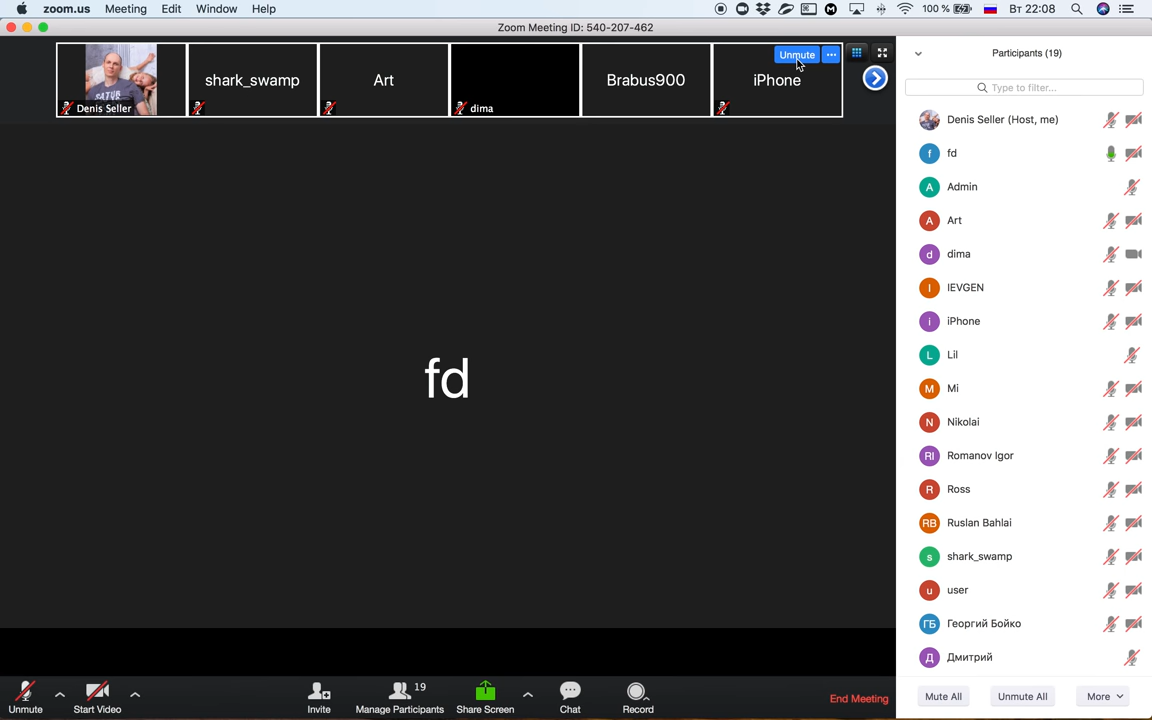 zoom.us Meeting Edit Window Help 100 % Вт 22:08
Zoom Meeting ID: 540-207-462
Denis Seller
shark_swamp
Art
dima
Brabus900
Unmute
iPhone
Participants (19)
Type to filter...
Denis Seller (Host, me)
f fd
A Admin
A Art
d dima
I IEVGEN
i iPhone
L Lil
M Mi
N Nikolai
RI Romanov Igor
R Ross
RB Ruslan Bahlai
s shark_swamp
u user
ГБ Георгий Бойко
Д Дмитрий
fd
Unmute
Start Video
Invite
19
Manage Participants
Share Screen
Chat
Record
End Meeting
Mute All
Unmute All
More